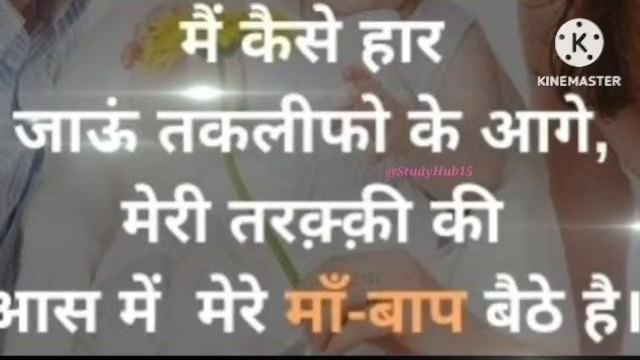 मैं कैसे हार
KINEMASTER
जाऊं तकलीफो के आगे,
@StudyHub15
मेरी तरक़्क़ी की
आस में मेरे माँ-बाप बैठे है।